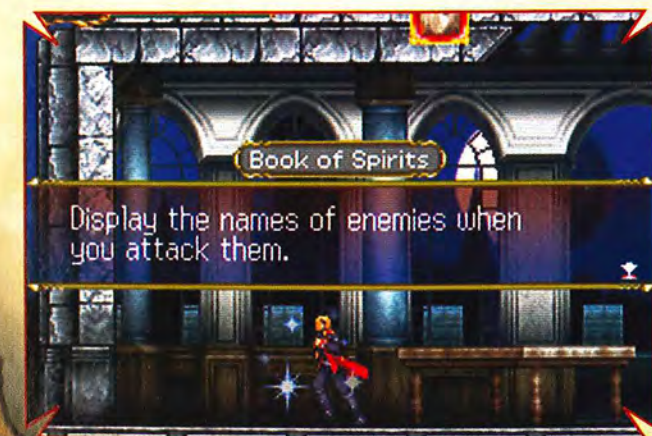 Book of Spirits
Display the names of enemies when
you attack them.